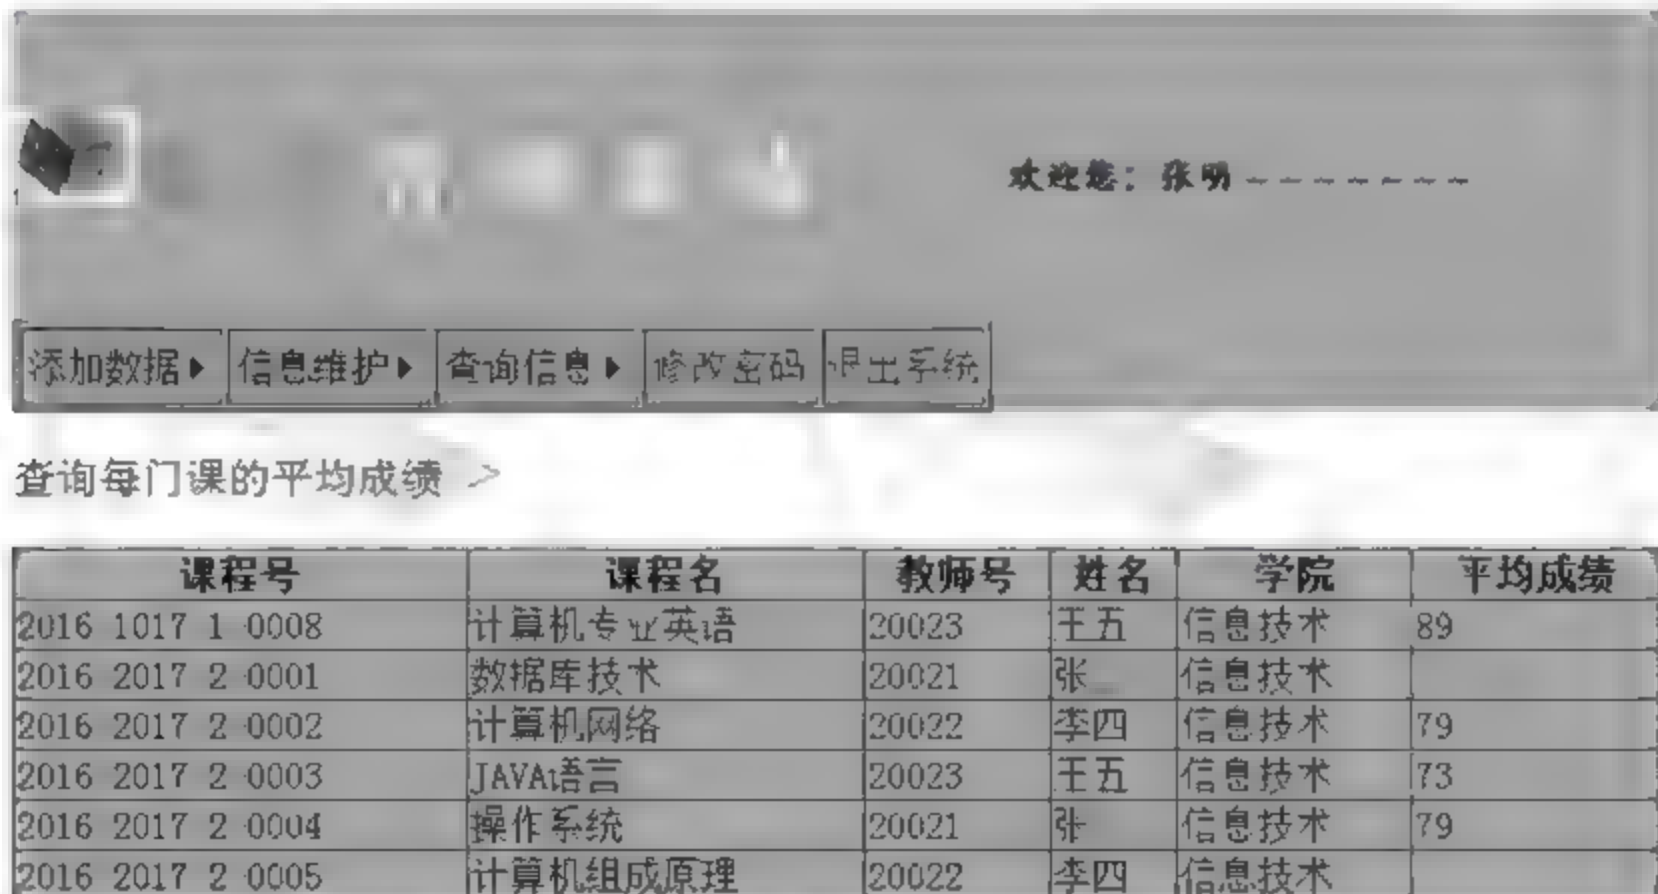 欢迎您: 张明
添加数据▶ 信息维护▶ 查询信息▶ 修改密码 退出系统
查询每门课的平均成绩 >
课程号 课程名 教师号 姓名 学院 平均成绩
2016 1017 1 0008 计算机专业英语 20023 王五 信息技术 89
2016 2017 2 0001 数据库技术 20021 张 信息技术
2016 2017 2 0002 计算机网络 20022 李四 信息技术 79
2016 2017 2 0003 JAVA语言 20023 王五 信息技术 73
2016 2017 2 0004 操作系统 20021 张 信息技术 79
2016 2017 2 0005 计算机组成原理 20022 李四 信息技术